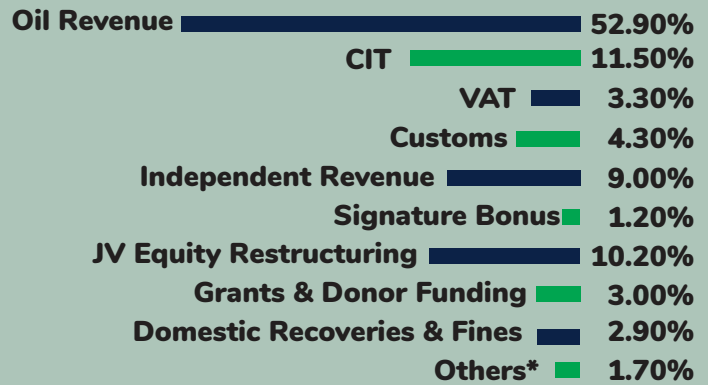 Oil Revenue 52.90%
CIT 11.50%
VAT 3.30%
Customs 4.30%
Independent Revenue 9.00%
Signature Bonus 1.20%
JV Equity Restructuring 10.20%
Grants & Donor Funding 3.00%
Domestic Recoveries & Fines 2.90%
Others* 1.70%